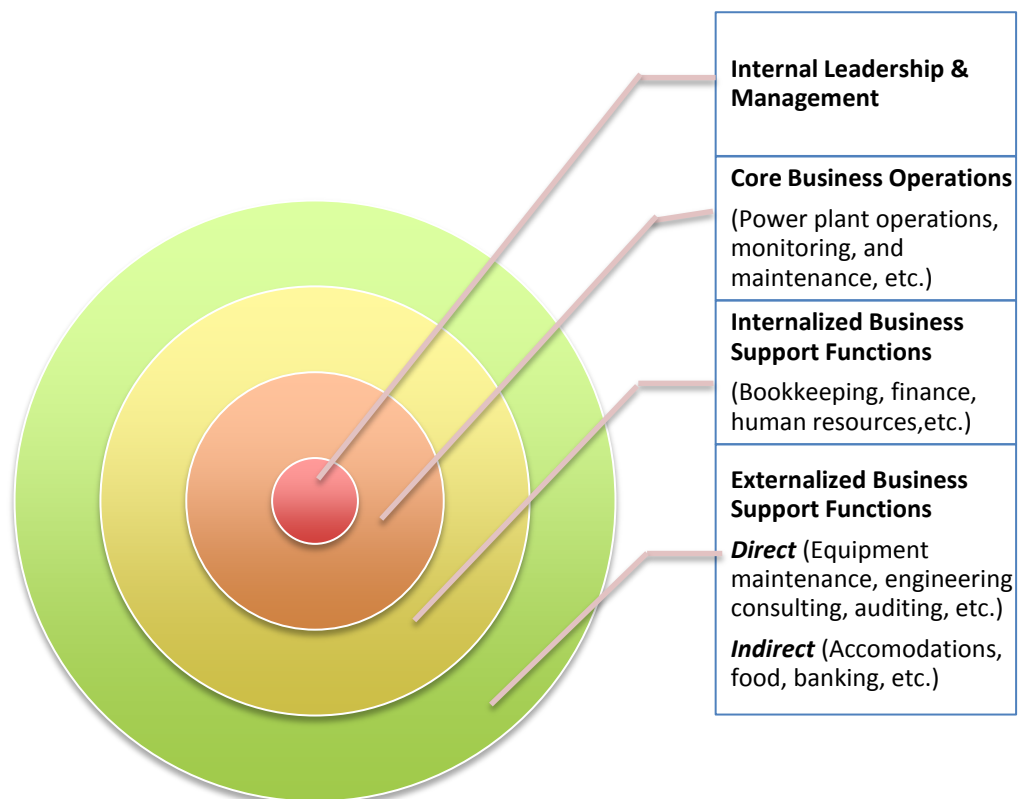 Internal Leadership &
Management
Core Business Operations
(Power plant operations,
monitoring, and
maintenance, etc.)
Internalized Business
Support Functions
(Bookkeeping, finance,
human resources,etc.)
Externalized Business
Support Functions
Direct (Equipment
maintenance, engineering
consulting, auditing, etc.)
Indirect (Accomodations,
food, banking, etc.)